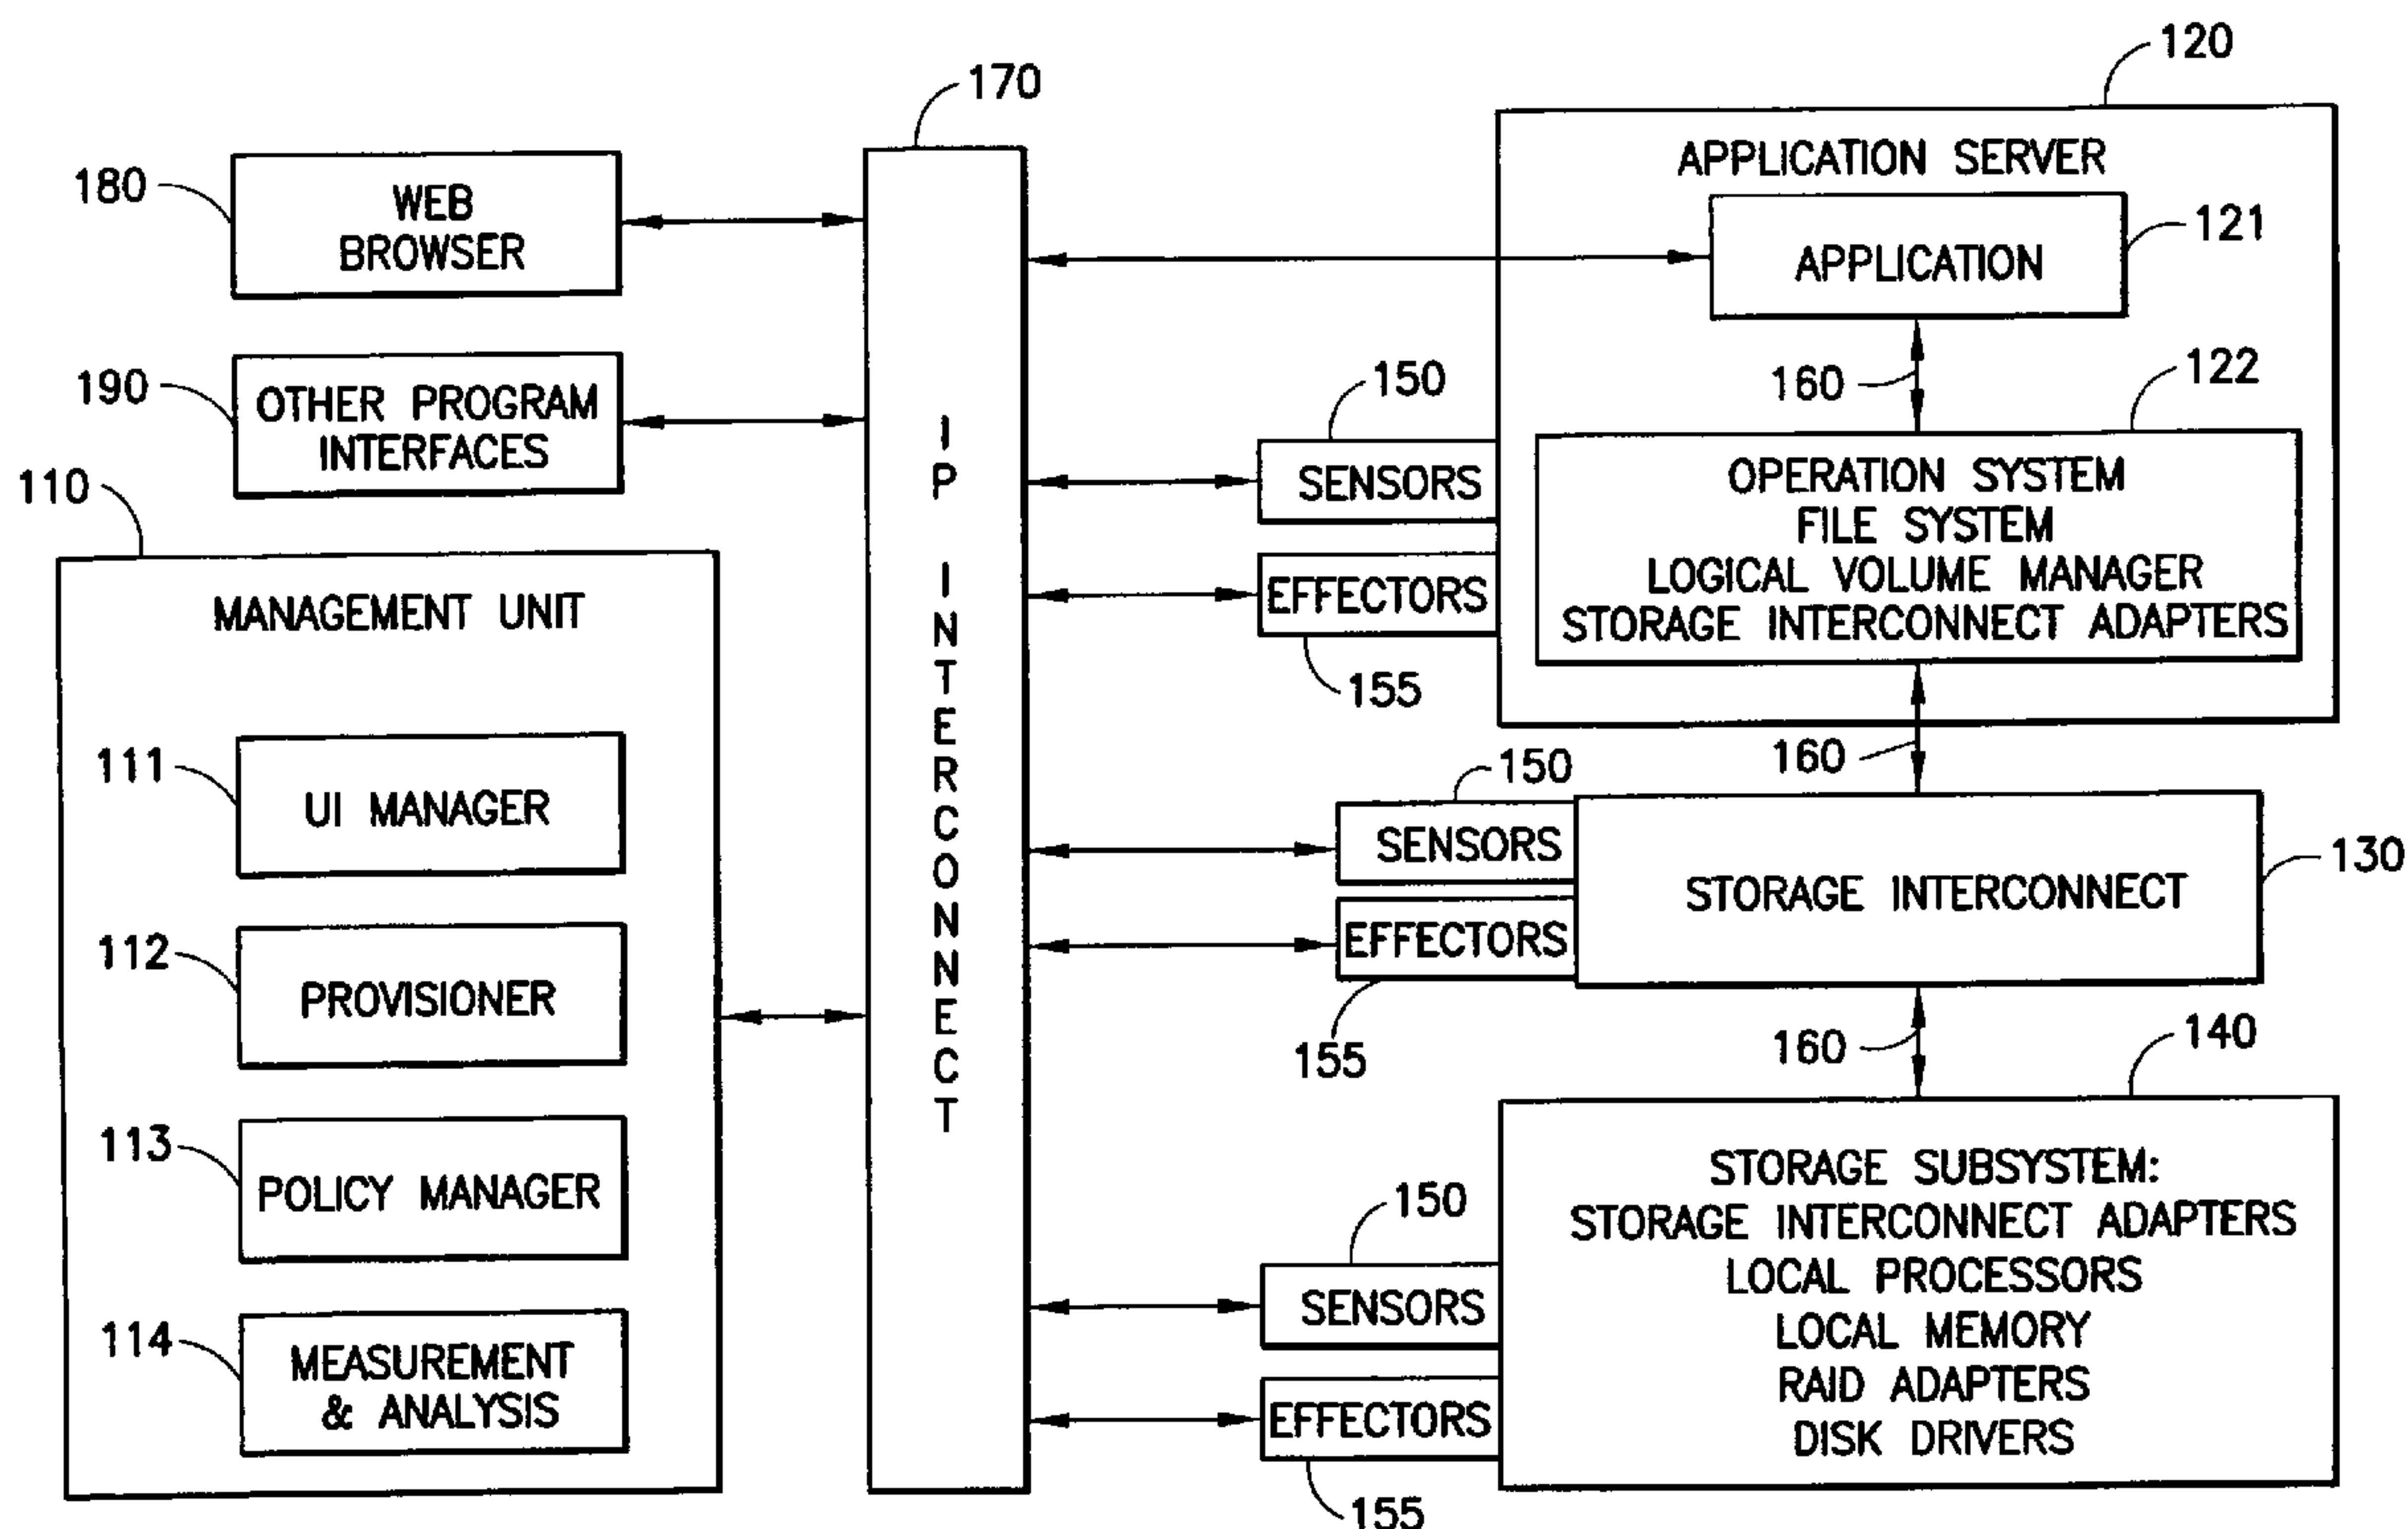 170
180
WEB
BROWSER
190
OTHER PROGRAM
INTERFACES
110
MANAGEMENT UNIT
111
UI MANAGER
112
PROVISIONER
113
POLICY MANAGER
114
MEASUREMENT
& ANALYSIS
IP INTERCONNECT
120
APPLICATION SERVER
121
APPLICATION
160
122
OPERATION SYSTEM
FILE SYSTEM
LOGICAL VOLUME MANAGER
STORAGE INTERCONNECT ADAPTERS
150
SENSORS
EFFECTORS
155
160
150
SENSORS
EFFECTORS
155
STORAGE INTERCONNECT
130
160
140
STORAGE SUBSYSTEM:
STORAGE INTERCONNECT ADAPTERS
LOCAL PROCESSORS
LOCAL MEMORY
RAID ADAPTERS
DISK DRIVERS
150
SENSORS
EFFECTORS
155